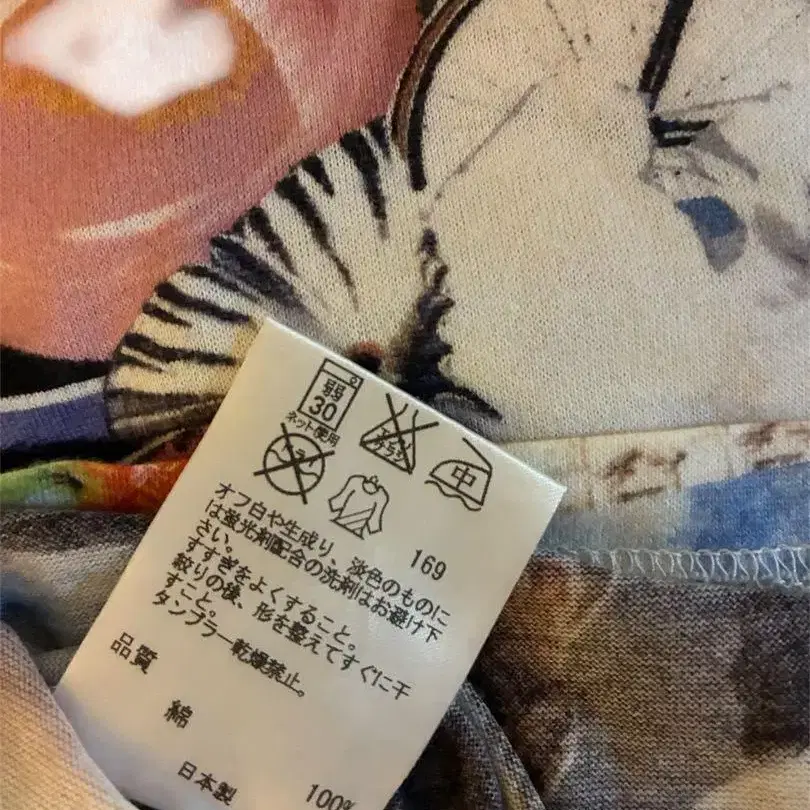 弱
30
ネット使用
エンソ
サラシ
中
ドライ
169
オフ白や生成り、淡色のものに
は蛍光剤配合の洗剤はお避け下
さい。
すすぎをよくすること。
絞りの後、形を整えてすぐに干
すこと。
タンブラー乾燥禁止。
品質
綿
100%
日本製